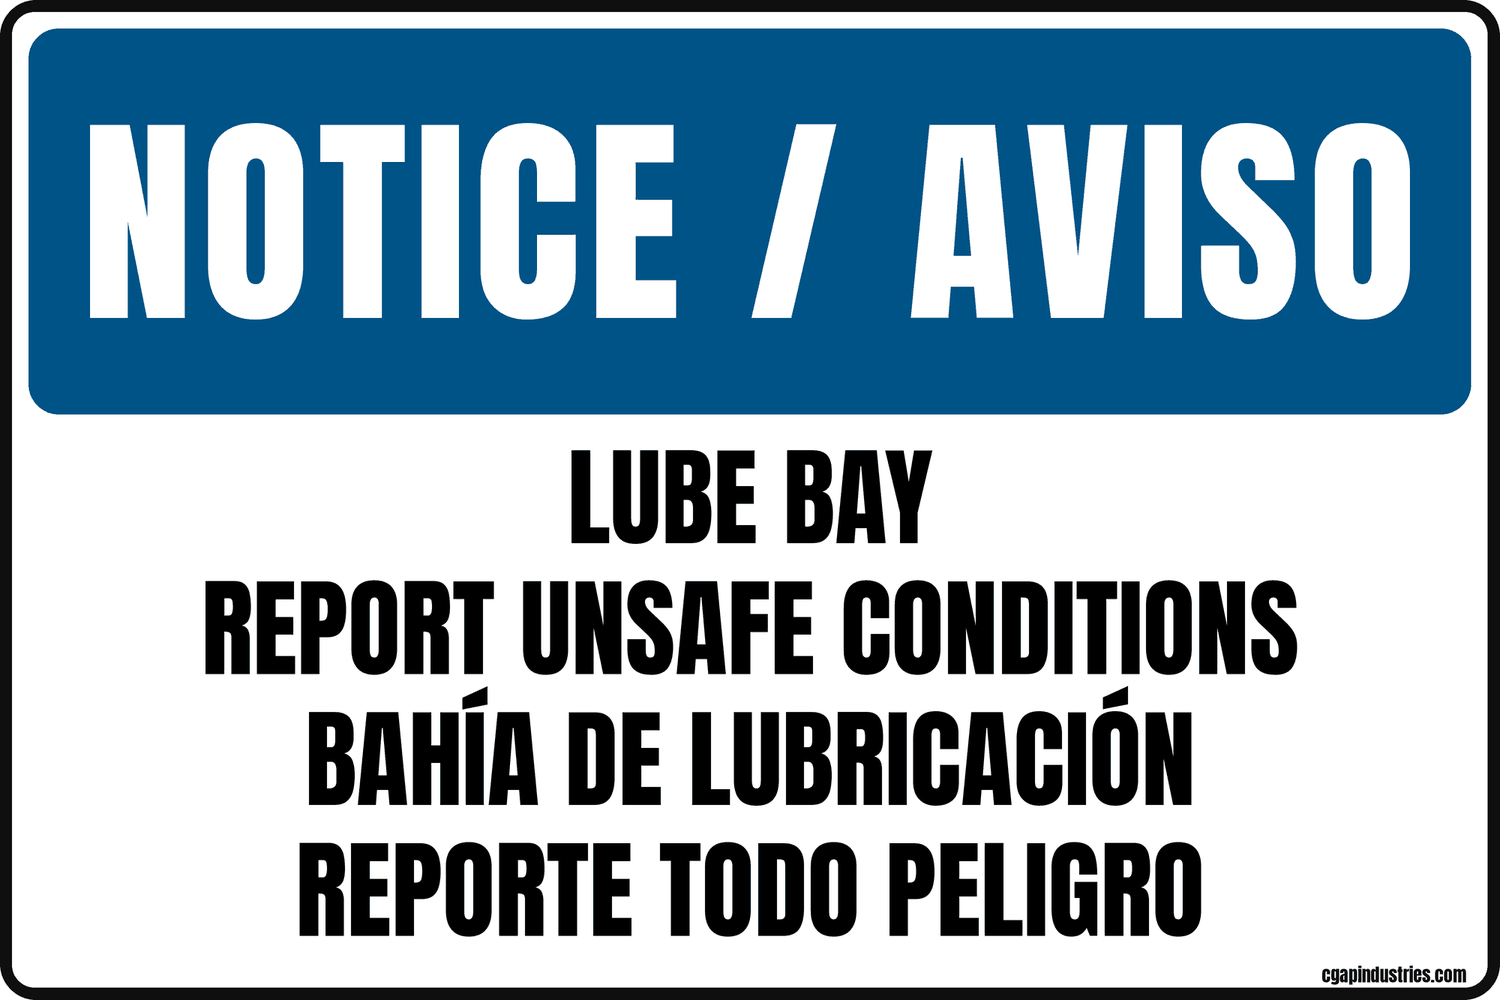 NOTICE / AVISO
LUBE BAY
REPORT UNSAFE CONDITIONS
BAHÍA DE LUBRICACIÓN
REPORTE TODO PELIGRO
cgapindustries.com